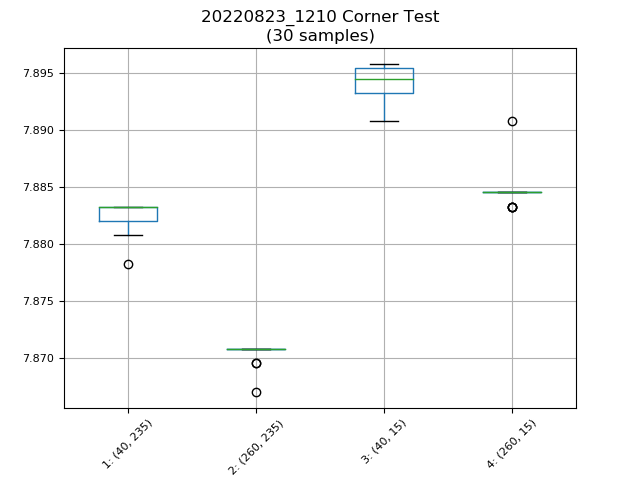 20220823_1210 Corner Test
(30 samples)
7.895
7.890
7.885
7.880
7.875
7.870
1: (40, 235)
2: (260, 235)
3: (40, 15)
4: (260, 15)